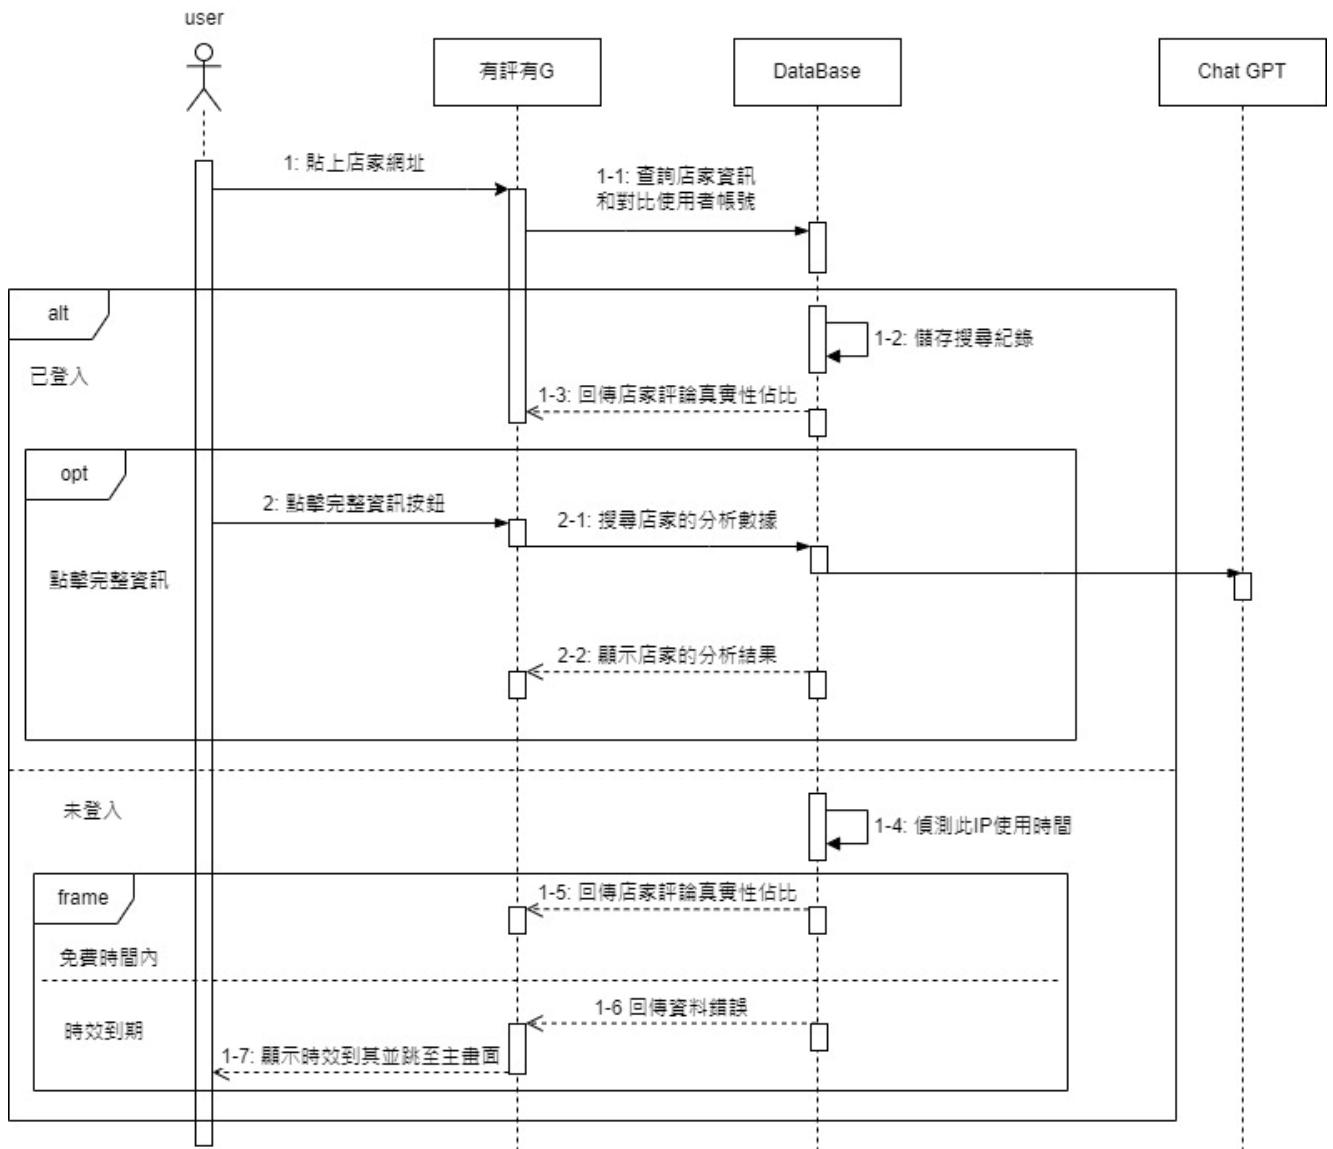 user
有評有G
DataBase
Chat GPT
1: 貼上店家網址
1-1: 查詢店家資訊
和對比使用者帳號
alt
1-2: 儲存搜尋紀錄
已登入
1-3: 回傳店家評論真實性佔比
opt
2: 點擊完整資訊按鈕
2-1: 搜尋店家的分析數據
點擊完整資訊
2-2: 顯示店家的分析結果
未登入
1-4: 偵測此IP使用時間
frame
1-5: 回傳店家評論真實性佔比
免費時間內
1-6 回傳資料錯誤
時效到期
1-7: 顯示時效到其並跳至主畫面